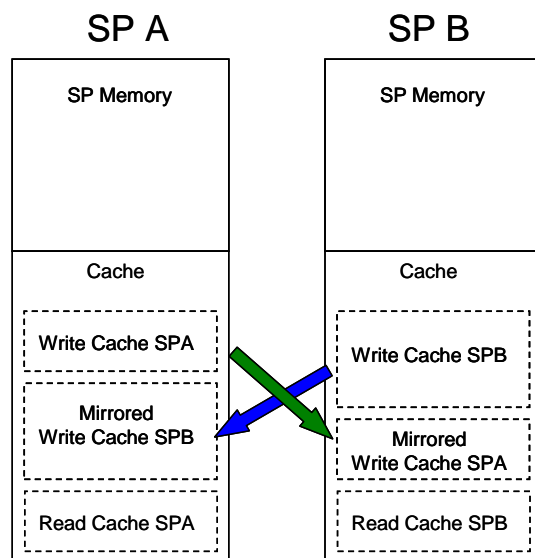 SP A
SP Memory
Cache
Write Cache SPA
Mirrored
Write Cache SPB
Read Cache SPA
SP B
SP Memory
Cache
Write Cache SPB
Mirrored
Write Cache SPA
Read Cache SPB